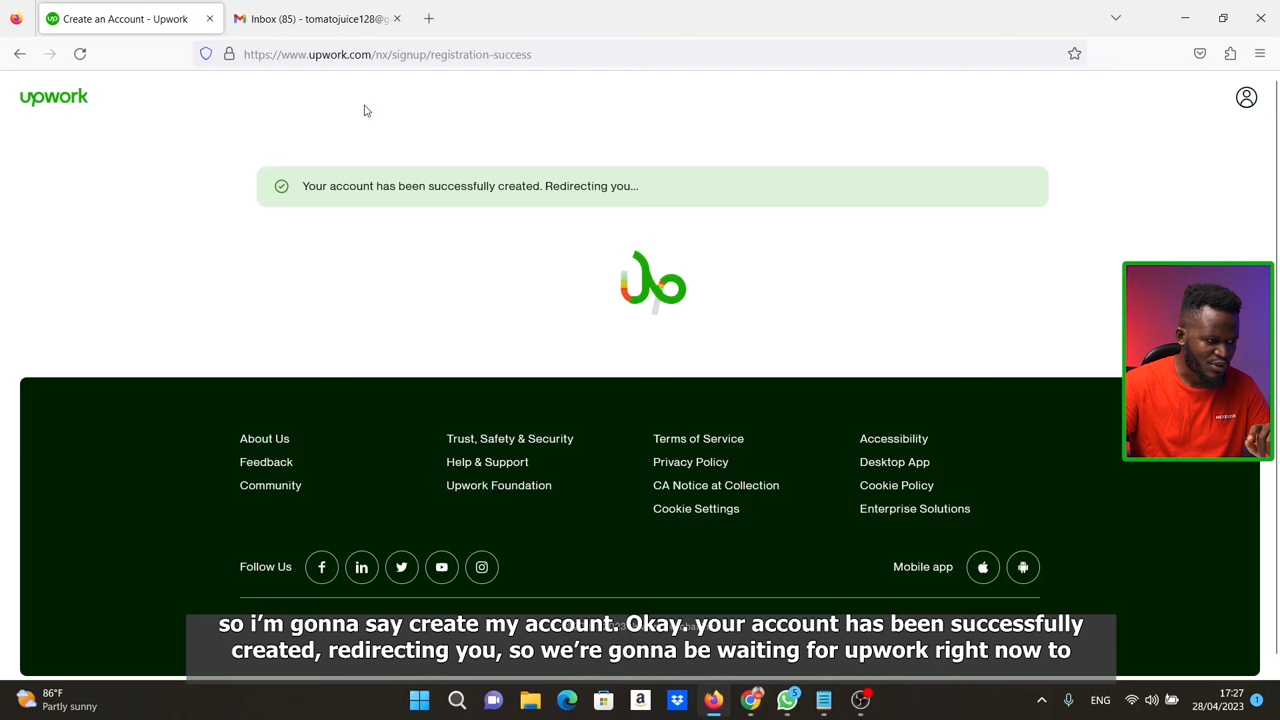 Create an Account - Upwork
Inbox (85) - tomatojuice128@g
https://www.upwork.com/nx/signup/registration-success
upwork
Your account has been successfully created. Redirecting you...
About Us
Trust, Safety & Security
Terms of Service
Accessibility
Feedback
Help & Support
Privacy Policy
Desktop App
Community
Upwork Foundation
CA Notice at Collection
Cookie Policy
Cookie Settings
Enterprise Solutions
Follow Us
Mobile app
so i'm gonna say create my account. Okay. your account has been successfully
created, redirecting you, so we're gonna be waiting for upwork right now to
86°F
Partly sunny
5
ENG
17:27
28/04/2023